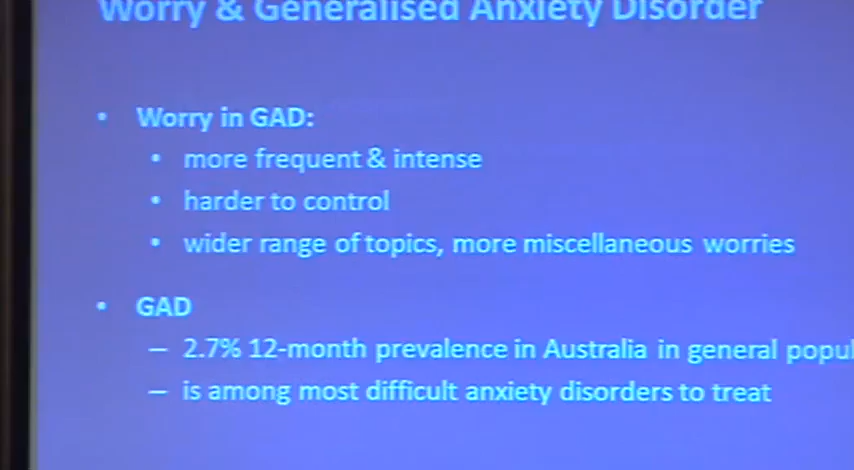 Worry & Generalised Anxiety Disorder
• Worry in GAD:
• more frequent & intense
• harder to control
• wider range of topics, more miscellaneous worries
• GAD
– 2.7% 12-month prevalence in Australia in general popul
– is among most difficult anxiety disorders to treat